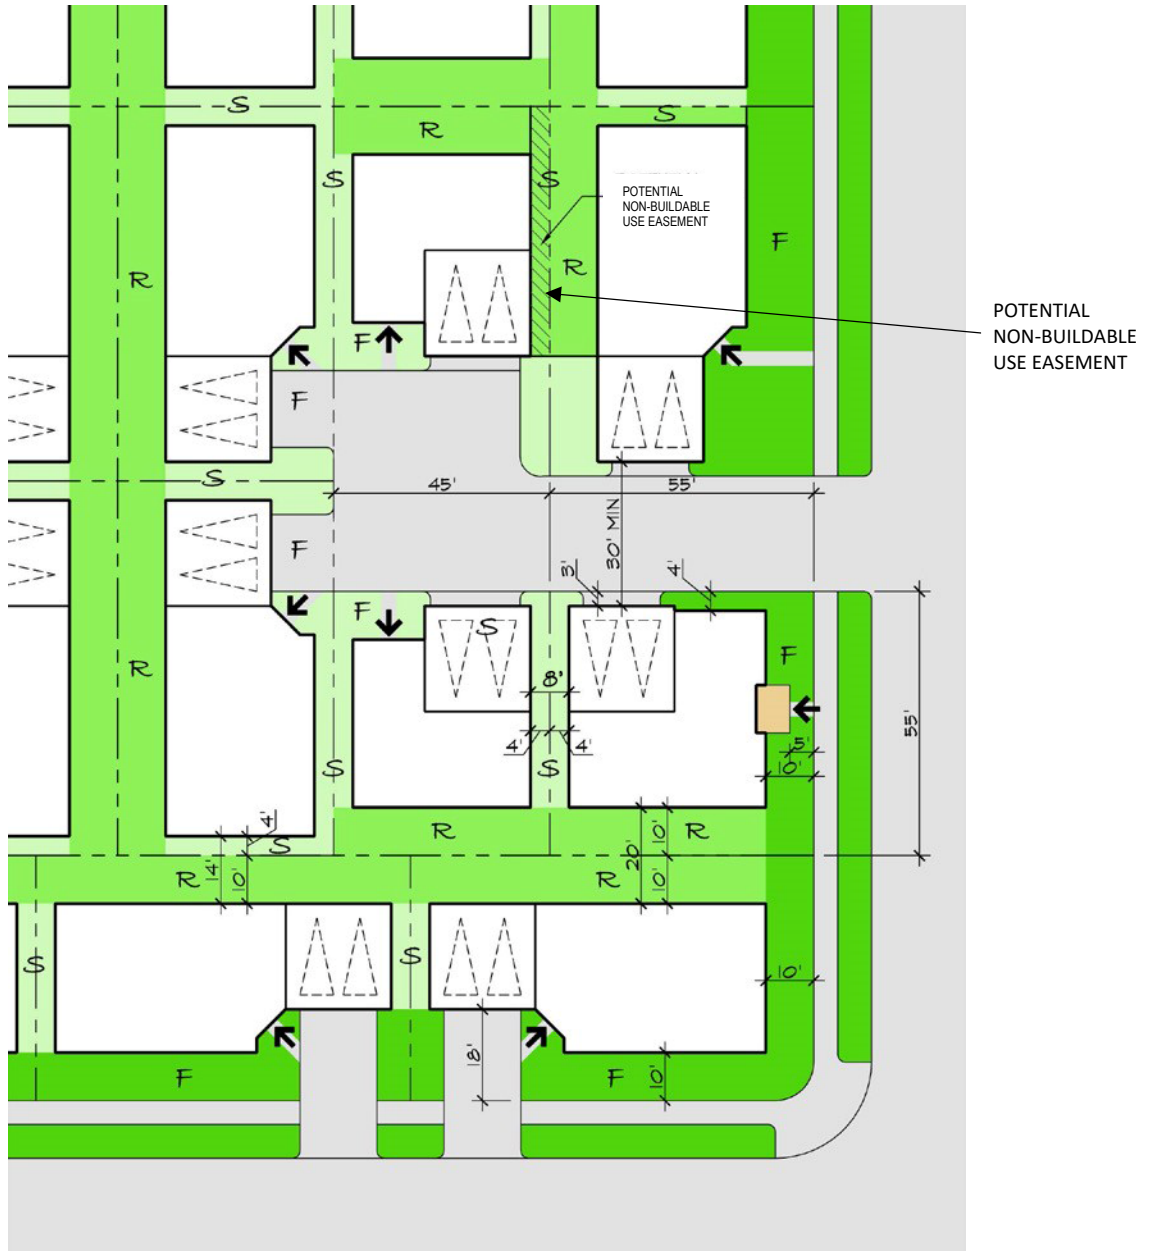 S
S
R
S
S
POTENTIAL
NON-BUILDABLE
USE EASEMENT
F
R
R
POTENTIAL
NON-BUILDABLE
USE EASEMENT
F
F
S
45'
55'
30' MIN
F
3'
4'
F
S
F
R
8'
55'
4'
4'
5'
S
S
10'
4'
R
10'
R
S
14'
10'
20'
R
R
10'
S
S
10'
18'
F
F
10'